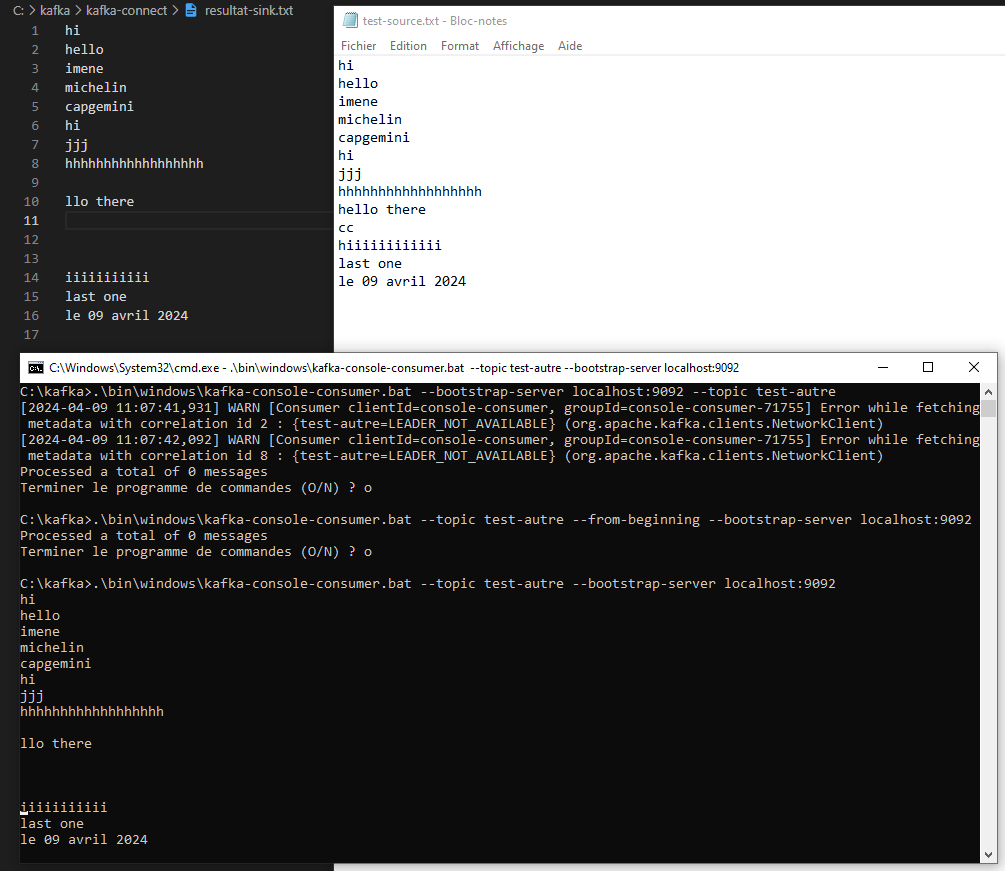 C: > kafka > kafka-connect > resultat-sink.txt
1 hi
2 hello
3 imene
4 michelin
5 capgemini
6 hi
7 jjj
8 hhhhhhhhhhhhhhhhhh
9
10 llo there
11
12
13
14 iiiiiiiiiii
15 last one
16 le 09 avril 2024
17
test-source.txt - Bloc-notes
Fichier Edition Format Affichage Aide
hi
hello
imene
michelin
capgemini
hi
jjj
hhhhhhhhhhhhhhhhhh
hello there
cc
hiiiiiiiiiiii
last one
le 09 avril 2024
C:\Windows\System32\cmd.exe - .\bin\windows\kafka-console-consumer.bat --topic test-autre --bootstrap-server localhost:9092
C:\kafka>.\bin\windows\kafka-console-consumer.bat --bootstrap-server localhost:9092 --topic test-autre
[2024-04-09 11:07:41,931] WARN [Consumer clientId=console-consumer, groupId=console-consumer-71755] Error while fetching
metadata with correlation id 2 : {test-autre=LEADER_NOT_AVAILABLE} (org.apache.kafka.clients.NetworkClient)
[2024-04-09 11:07:42,092] WARN [Consumer clientId=console-consumer, groupId=console-consumer-71755] Error while fetching
metadata with correlation id 8 : {test-autre=LEADER_NOT_AVAILABLE} (org.apache.kafka.clients.NetworkClient)
Processed a total of 0 messages
Terminer le programme de commandes (O/N) ? o
C:\kafka>.\bin\windows\kafka-console-consumer.bat --topic test-autre --from-beginning --bootstrap-server localhost:9092
Processed a total of 0 messages
Terminer le programme de commandes (O/N) ? o
C:\kafka>.\bin\windows\kafka-console-consumer.bat --topic test-autre --bootstrap-server localhost:9092
hi
hello
imene
michelin
capgemini
hi
jjj
hhhhhhhhhhhhhhhhhh
llo there
iiiiiiiiiii
last one
le 09 avril 2024